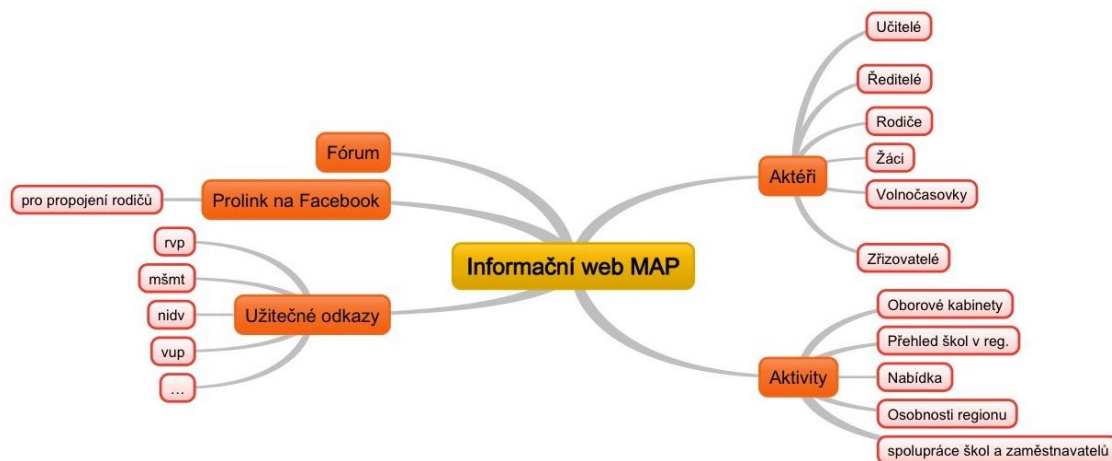 Informační web MAP
Fórum
Prolink na Facebook
pro propojení rodičů
Užitečné odkazy
rvp
mšmt
nidv
vup
...
Aktéři
Učitelé
Ředitelé
Rodiče
Žáci
Volnočasovky
Zřizovatelé
Aktivity
Oborové kabinety
Přehled škol v reg.
Nabídka
Osobnosti regionu
spolupráce škol a zaměstnavatelů